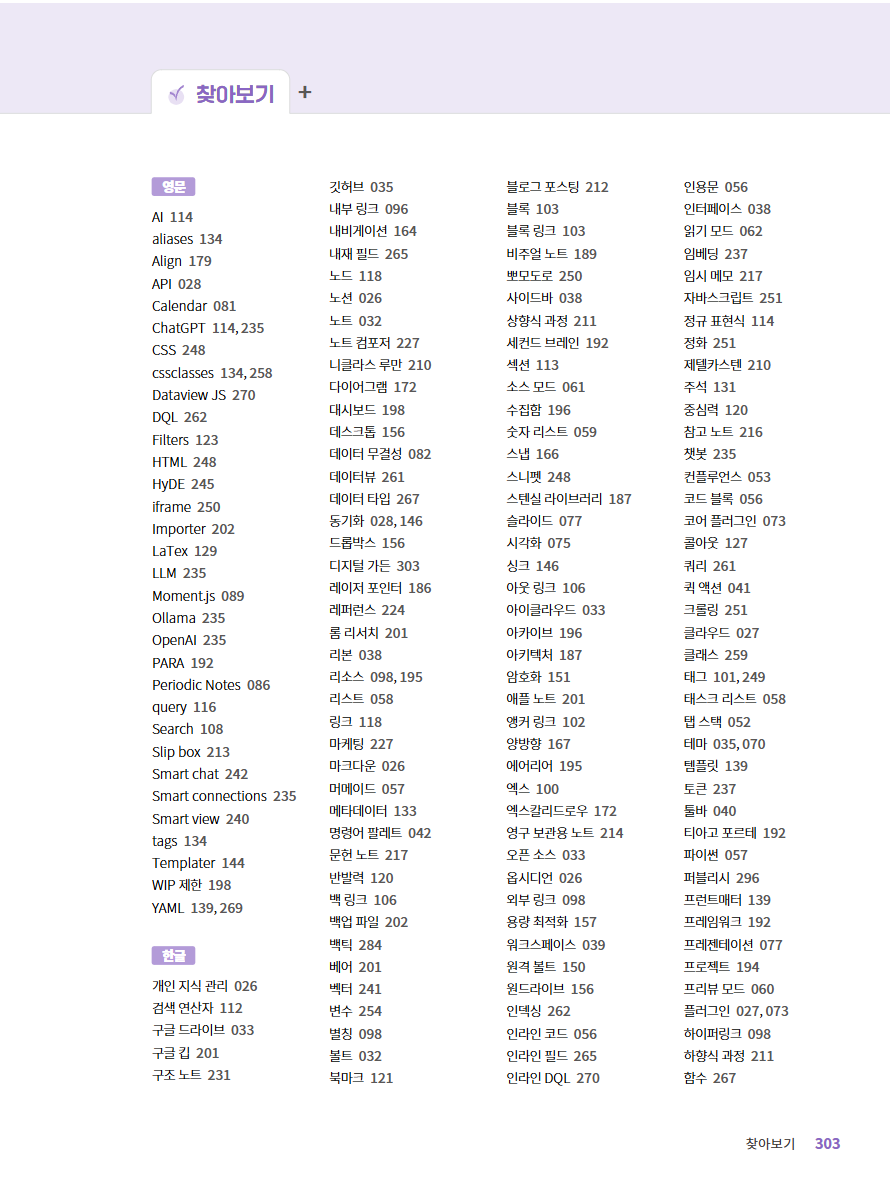 찾아보기 +
영문
AI 114
aliases 134
Align 179
API 028
Calendar 081
ChatGPT 114, 235
CSS 248
cssclasses 134, 258
Dataview JS 270
DQL 262
Filters 123
HTML 248
HyDE 245
iframe 250
Importer 202
LaTex 129
LLM 235
Moment.js 089
Ollama 235
OpenAI 235
PARA 192
Periodic Notes 086
query 116
Search 108
Slip box 213
Smart chat 242
Smart connections 235
Smart view 240
tags 134
Templater 144
WIP 제한 198
YAML 139, 269
한글
개인 지식 관리 026
검색 연산자 112
구글 드라이브 033
구글 킵 201
구조 노트 231
깃허브 035
내부 링크 096
내비게이션 164
내재 필드 265
노드 118
노션 026
노트 032
노트 컴포저 227
니클라스 루만 210
다이어그램 172
대시보드 198
데스크톱 156
데이터 무결성 082
데이터뷰 261
데이터 타입 267
동기화 028, 146
드롭박스 156
디지털 가든 303
레이저 포인터 186
레퍼런스 224
롬 리서치 201
리본 038
리소스 098, 195
리스트 058
링크 118
마케팅 227
마크다운 026
머메이드 057
메타데이터 133
명령어 팔레트 042
문헌 노트 217
반발력 120
백 링크 106
백업 파일 202
백틱 284
베어 201
벡터 241
변수 254
별칭 098
볼트 032
북마크 121
블로그 포스팅 212
블록 103
블록 링크 103
비주얼 노트 189
뽀모도로 250
사이드바 038
상향식 과정 211
세컨드 브레인 192
섹션 113
소스 모드 061
수집함 196
숫자 리스트 059
스냅 166
스니펫 248
스텐실 라이브러리 187
슬라이드 077
시각화 075
싱크 146
아웃 링크 106
아이클라우드 033
아카이브 196
아키텍처 187
암호화 151
애플 노트 201
앵커 링크 102
양방향 167
에어리어 195
엑스 100
엑스칼리드로우 172
영구 보관용 노트 214
오픈 소스 033
옵시디언 026
외부 링크 098
용량 최적화 157
워크스페이스 039
원격 볼트 150
원드라이브 156
인덱싱 262
인라인 코드 056
인라인 필드 265
인라인 DQL 270
인용문 056
인터페이스 038
읽기 모드 062
임베딩 237
임시 메모 217
자바스크립트 251
정규 표현식 114
정화 251
제텔카스텐 210
주석 131
중심력 120
참고 노트 216
챗봇 235
컨플루언스 053
코드 블록 056
코어 플러그인 073
콜아웃 127
쿼리 261
퀵 액션 041
크롤링 251
클라우드 027
클래스 259
태그 101, 249
태스크 리스트 058
탭 스택 052
테마 035, 070
템플릿 139
토큰 237
툴바 040
티아고 포르테 192
파이썬 057
퍼블리시 296
프런트매터 139
프레임워크 192
프레젠테이션 077
프로젝트 194
프리뷰 모드 060
플러그인 027, 073
하이퍼링크 098
하향식 과정 211
함수 267
찾아보기 303